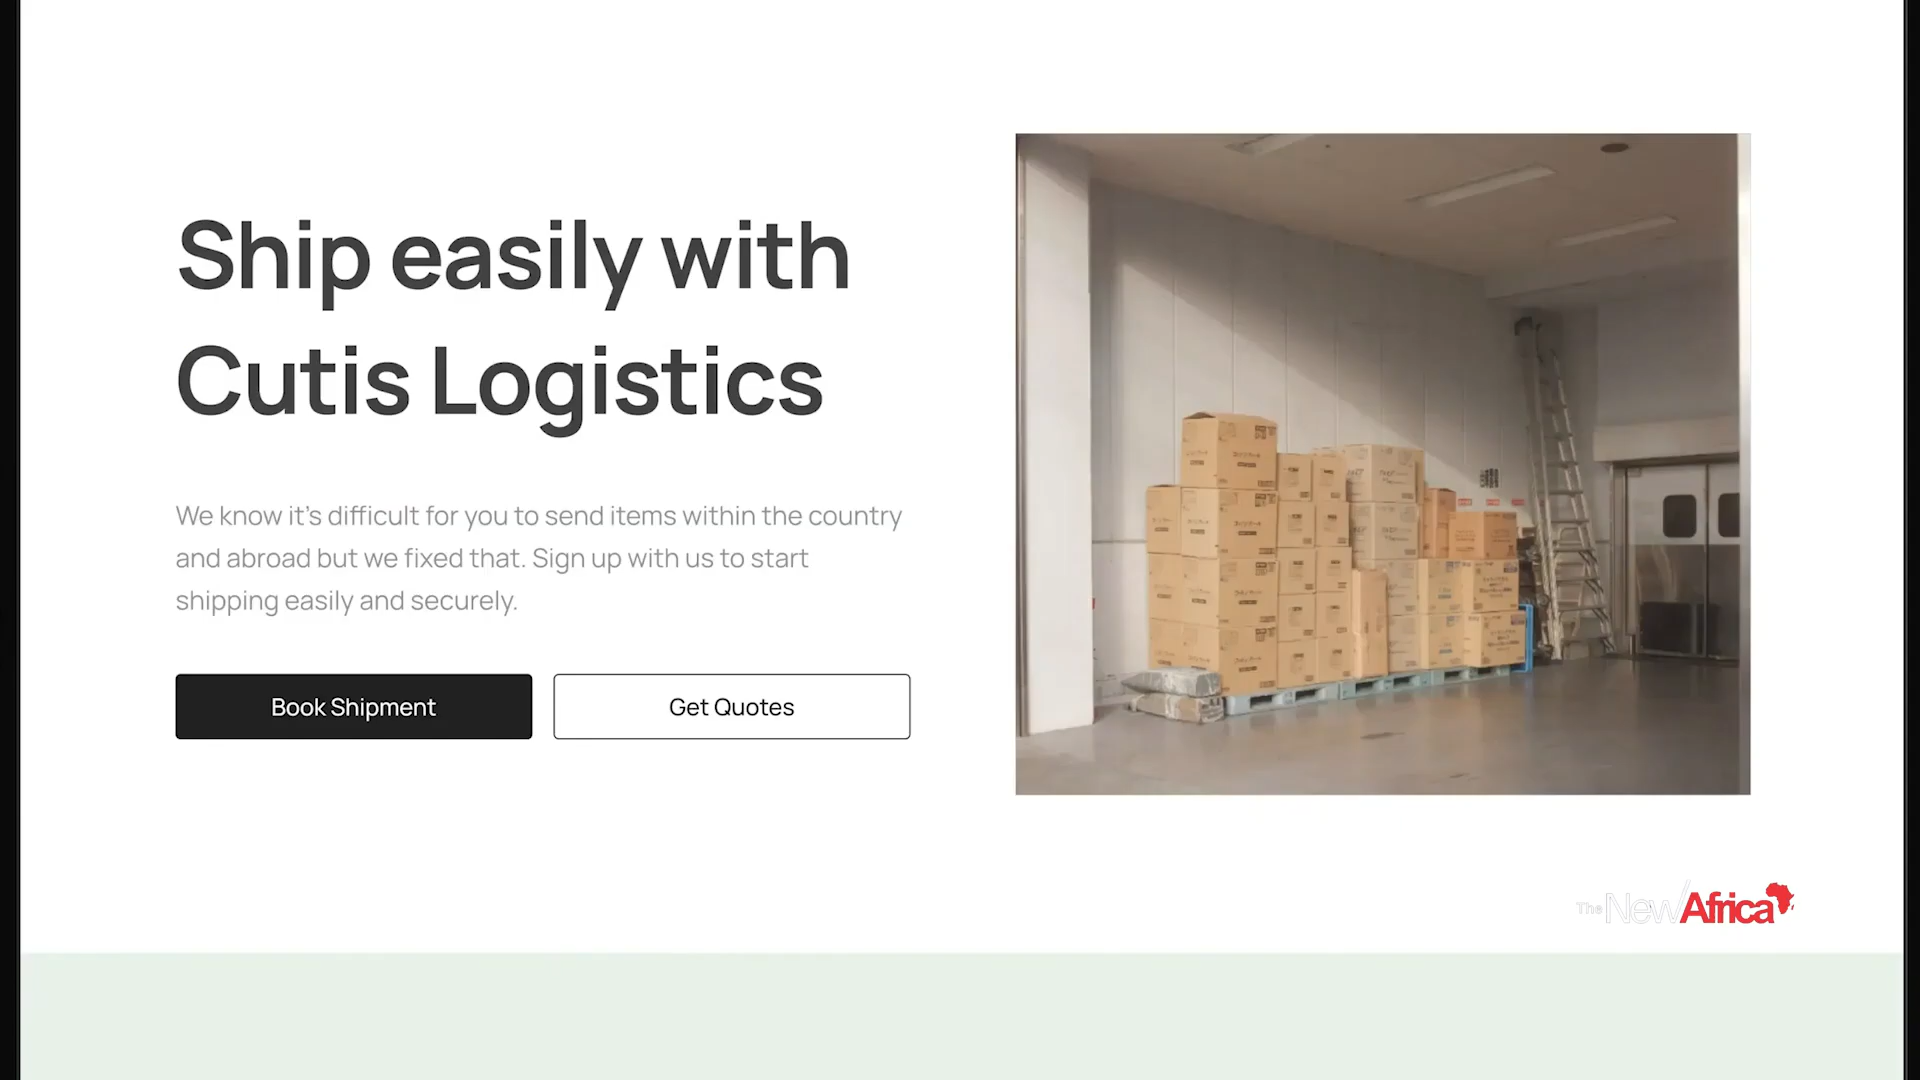 Ship easily with
Cutis Logistics
We know it's difficult for you to send items within the country
and abroad but we fixed that. Sign up with us to start
shipping easily and securely.
Book Shipment
Get Quotes
The New Africa